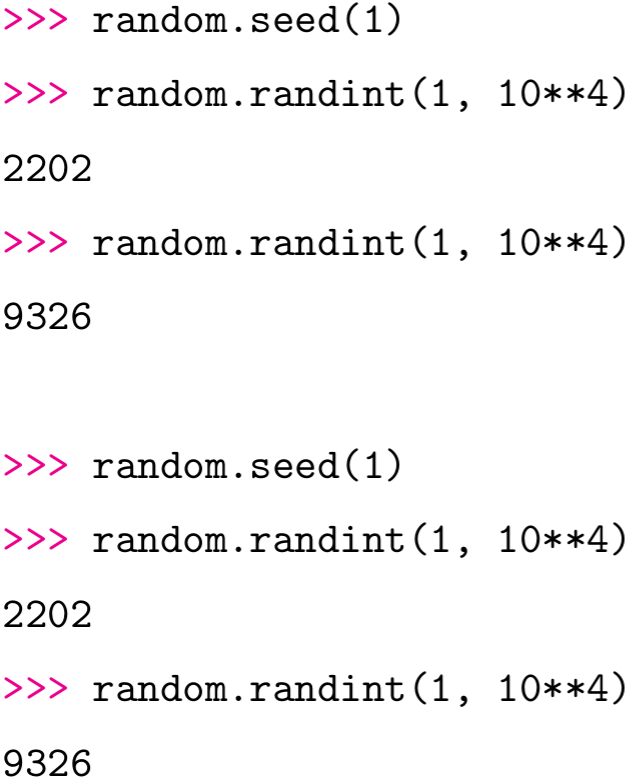 >>> random.seed(1)
>>> random.randint(1, 10**4)
2202
>>> random.randint(1, 10**4)
9326
>>> random.seed(1)
>>> random.randint(1, 10**4)
2202
>>> random.randint(1, 10**4)
9326